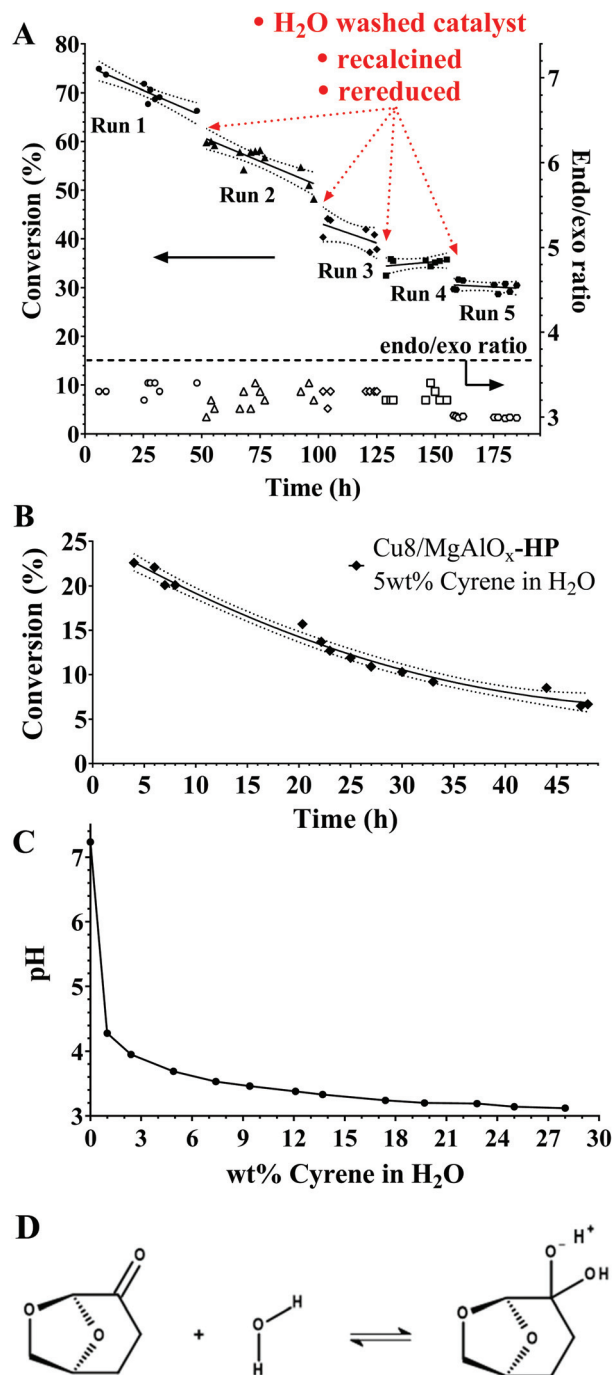 A
• H₂O washed catalyst
• recalcined
• rereduced
80
70
60
50
40
30
20
10
0
Conversion (%)
7
6
5
4
3
Endo/exo ratio
Run 1
Run 2
Run 3
Run 4
Run 5
endo/exo ratio
0 25 50 75 100 125 150 175
Time (h)
B
25
20
15
10
5
0
Conversion (%)
Cu8/MgAlOₓ-HP
5wt% Cyrene in H₂O
0 5 10 15 20 25 30 35 40 45
Time (h)
C
7
6
5
4
3
pH
0 3 6 9 12 15 18 21 24 27 30
wt% Cyrene in H₂O
D
O
O
O
+
O
H
H
O⁻ H⁺
OH
O
O